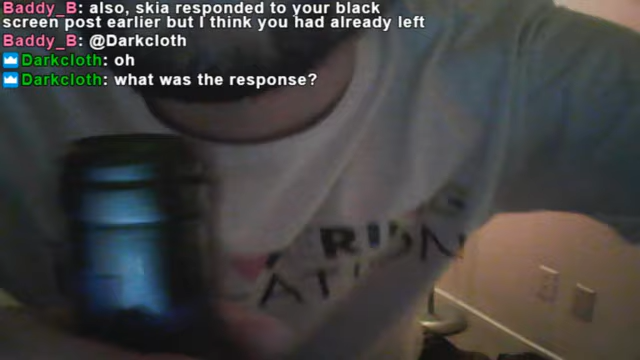 Baddy_B: also, skia responded to your black
screen post earlier but I think you had already left
Baddy_B: @Darkcloth
Darkcloth: oh
Darkcloth: what was the response?